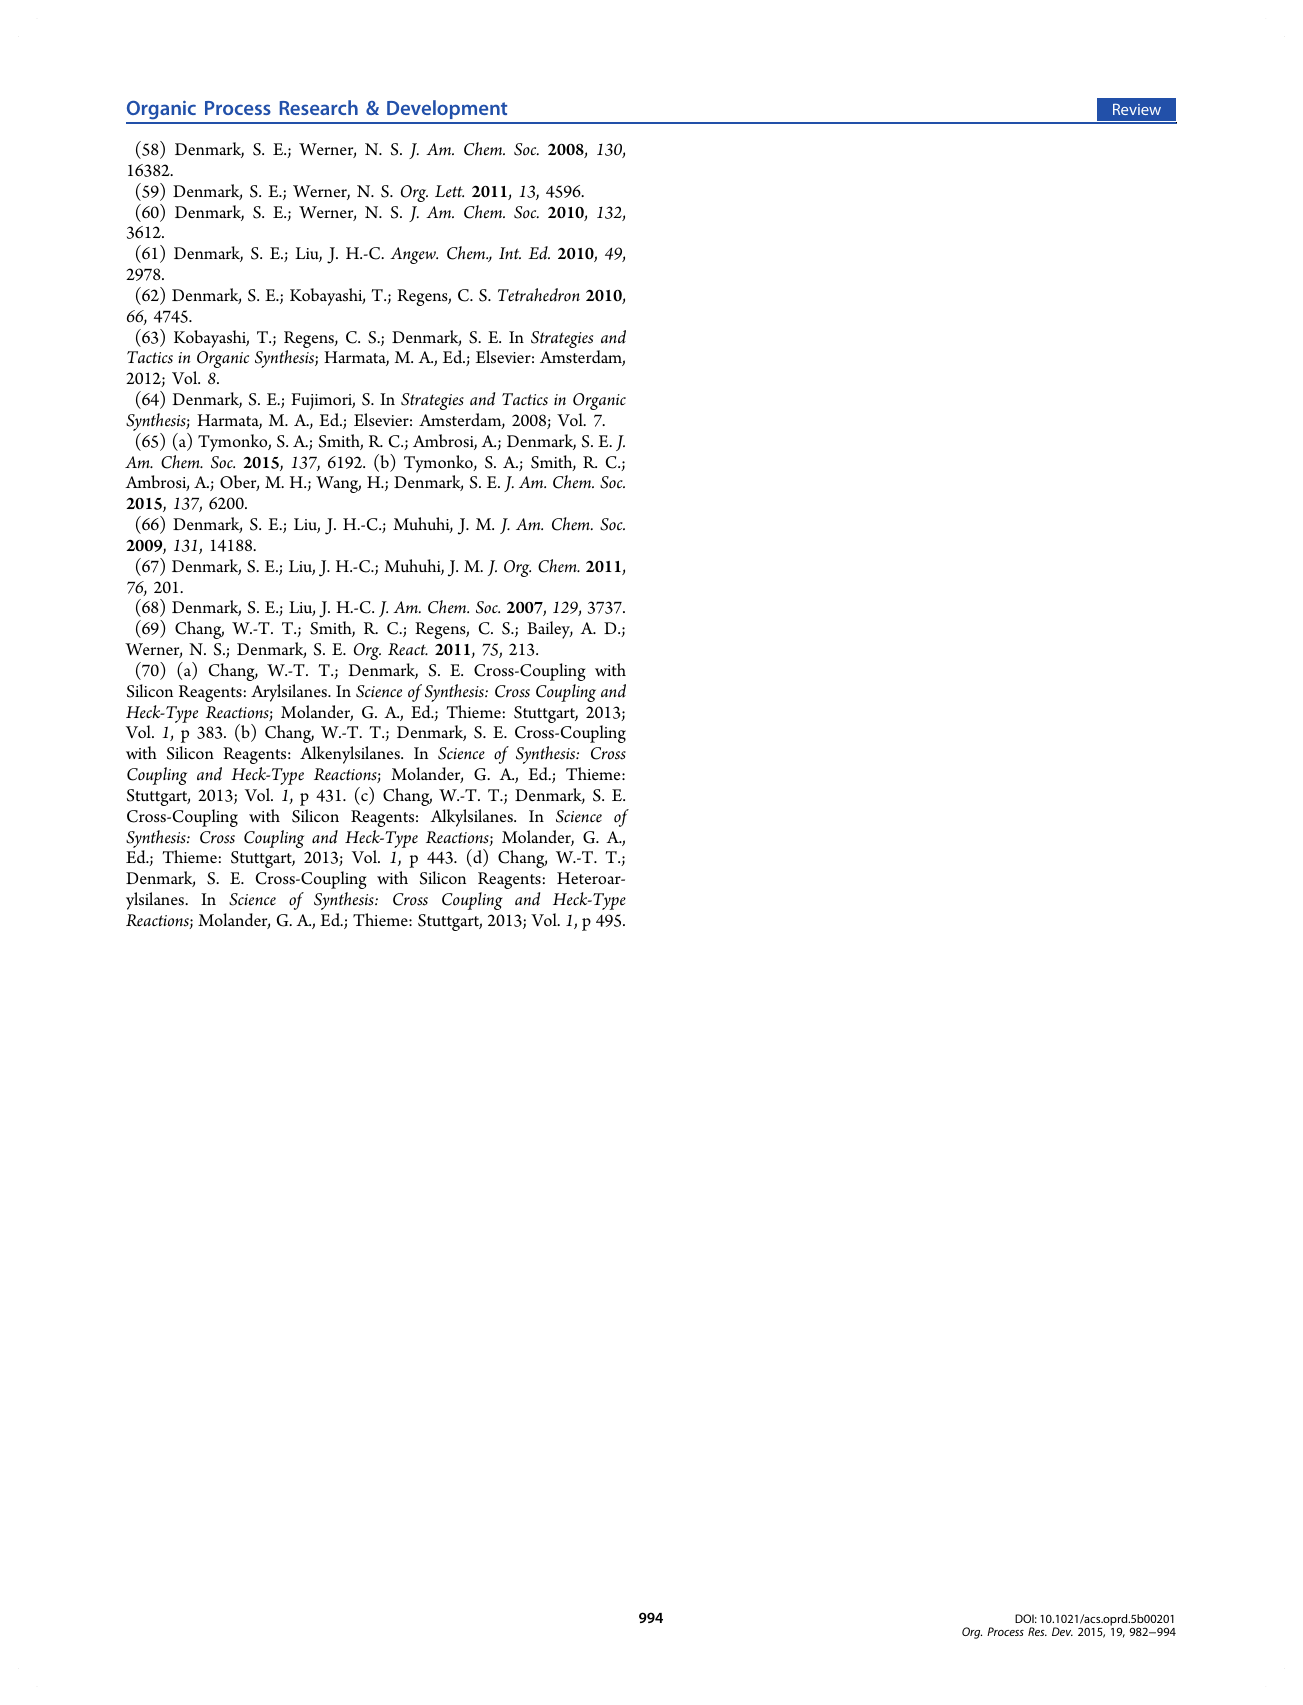 Organic Process Research & Development
Review
(58) Denmark, S. E.; Werner, N. S. J. Am. Chem. Soc. 2008, 130,
16382.
(59) Denmark, S. E.; Werner, N. S. Org. Lett. 2011, 13, 4596.
(60) Denmark, S. E.; Werner, N. S. J. Am. Chem. Soc. 2010, 132,
3612.
(61) Denmark, S. E.; Liu, J. H.-C. Angew. Chem., Int. Ed. 2010, 49,
2978.
(62) Denmark, S. E.; Kobayashi, T.; Regens, C. S. Tetrahedron 2010,
66, 4745.
(63) Kobayashi, T.; Regens, C. S.; Denmark, S. E. In Strategies and
Tactics in Organic Synthesis; Harmata, M. A., Ed.; Elsevier: Amsterdam,
2012; Vol. 8.
(64) Denmark, S. E.; Fujimori, S. In Strategies and Tactics in Organic
Synthesis; Harmata, M. A., Ed.; Elsevier: Amsterdam, 2008; Vol. 7.
(65) (a) Tymonko, S. A.; Smith, R. C.; Ambrosi, A.; Denmark, S. E. J.
Am. Chem. Soc. 2015, 137, 6192. (b) Tymonko, S. A.; Smith, R. C.;
Ambrosi, A.; Ober, M. H.; Wang, H.; Denmark, S. E. J. Am. Chem. Soc.
2015, 137, 6200.
(66) Denmark, S. E.; Liu, J. H.-C.; Muhuhi, J. M. J. Am. Chem. Soc.
2009, 131, 14188.
(67) Denmark, S. E.; Liu, J. H.-C.; Muhuhi, J. M. J. Org. Chem. 2011,
76, 201.
(68) Denmark, S. E.; Liu, J. H.-C. J. Am. Chem. Soc. 2007, 129, 3737.
(69) Chang, W.-T. T.; Smith, R. C.; Regens, C. S.; Bailey, A. D.;
Werner, N. S.; Denmark, S. E. Org. React. 2011, 75, 213.
(70) (a) Chang, W.-T. T.; Denmark, S. E. Cross-Coupling with
Silicon Reagents: Arylsilanes. In Science of Synthesis: Cross Coupling and
Heck-Type Reactions; Molander, G. A., Ed.; Thieme: Stuttgart, 2013;
Vol. 1, p 383. (b) Chang, W.-T. T.; Denmark, S. E. Cross-Coupling
with Silicon Reagents: Alkenylsilanes. In Science of Synthesis: Cross
Coupling and Heck-Type Reactions; Molander, G. A., Ed.; Thieme:
Stuttgart, 2013; Vol. 1, p 431. (c) Chang, W.-T. T.; Denmark, S. E.
Cross-Coupling with Silicon Reagents: Alkylsilanes. In Science of
Synthesis: Cross Coupling and Heck-Type Reactions; Molander, G. A.,
Ed.; Thieme: Stuttgart, 2013; Vol. 1, p 443. (d) Chang, W.-T. T.;
Denmark, S. E. Cross-Coupling with Silicon Reagents: Heteroar-
ylsilanes. In Science of Synthesis: Cross Coupling and Heck-Type
Reactions; Molander, G. A., Ed.; Thieme: Stuttgart, 2013; Vol. 1, p 495.
994
DOI: 10.1021/acs.oprd.5b00201
Org. Process Res. Dev. 2015, 19, 982−994